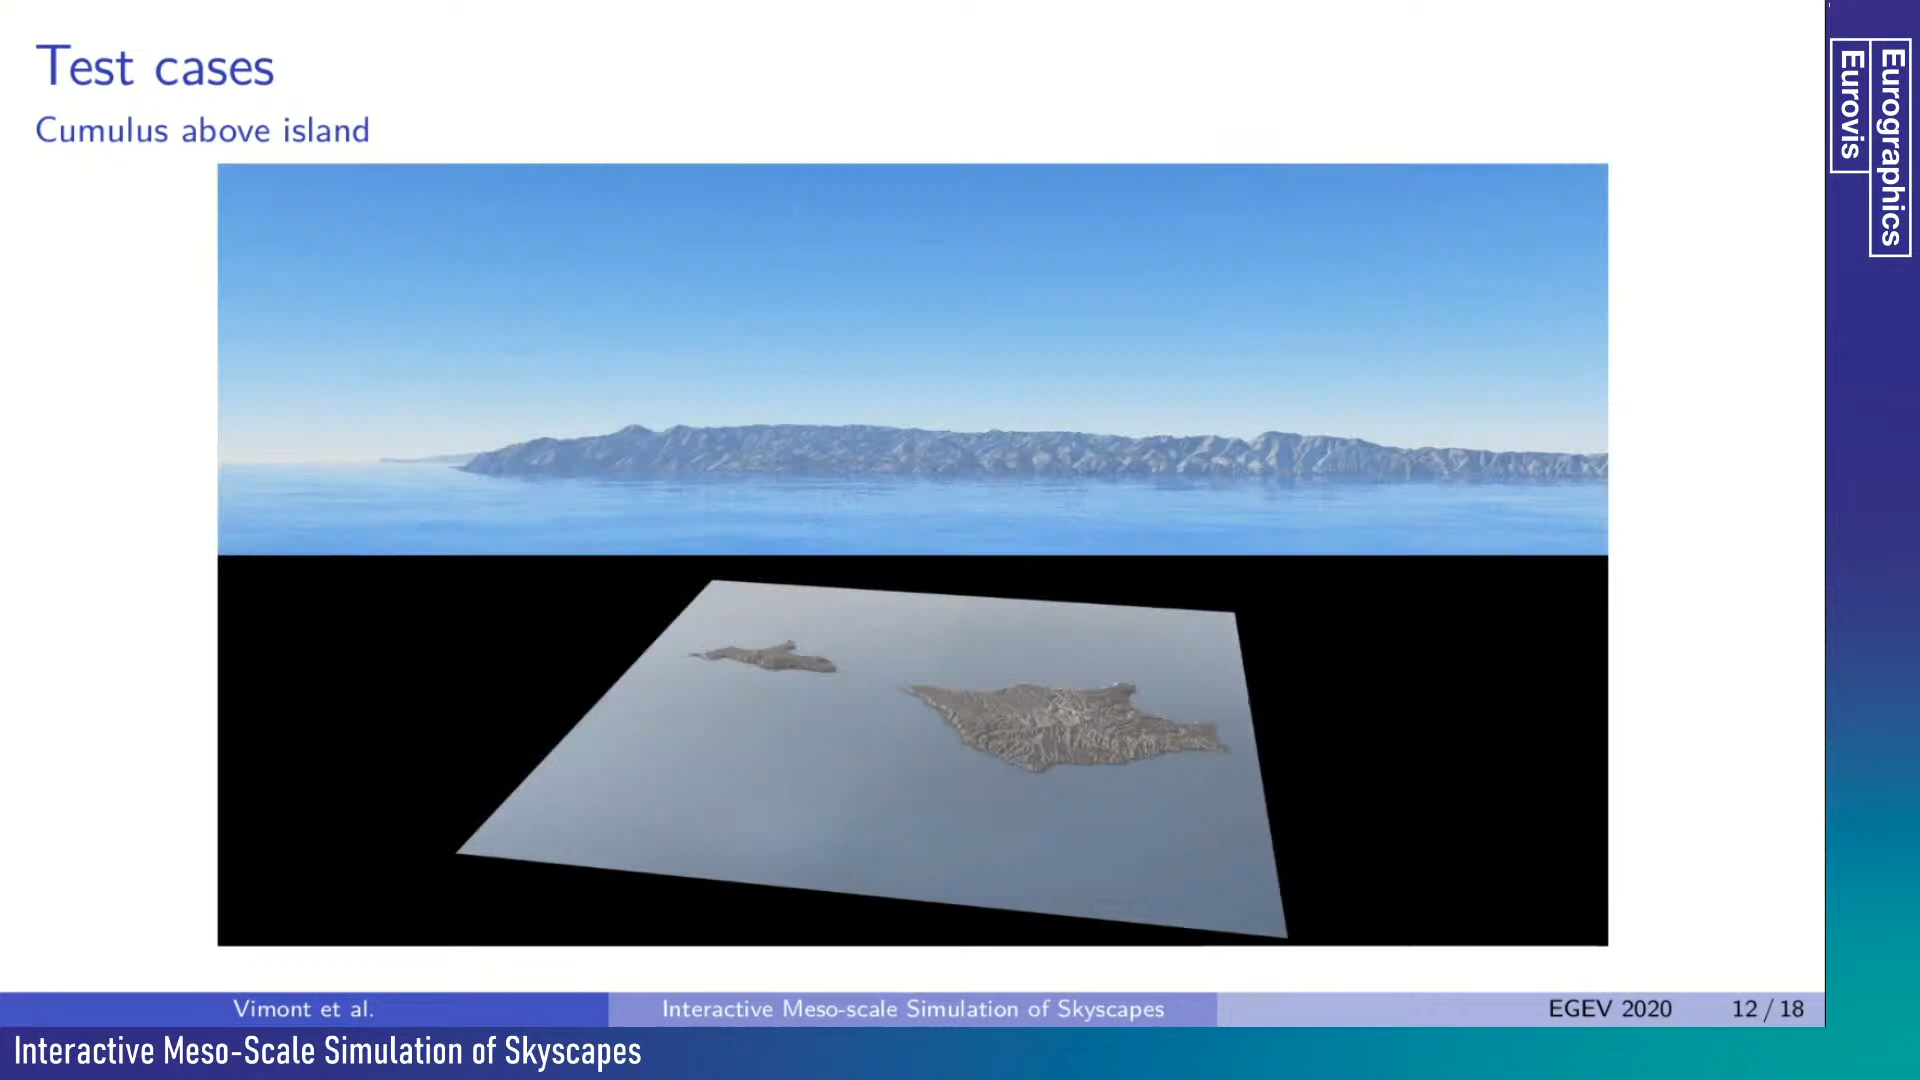 Test cases
Cumulus above island
Eurographics
Eurovis
Vimont et al.
Interactive Meso-scale Simulation of Skyscapes
EGEV 2020
12 / 18
Interactive Meso-Scale Simulation of Skyscapes